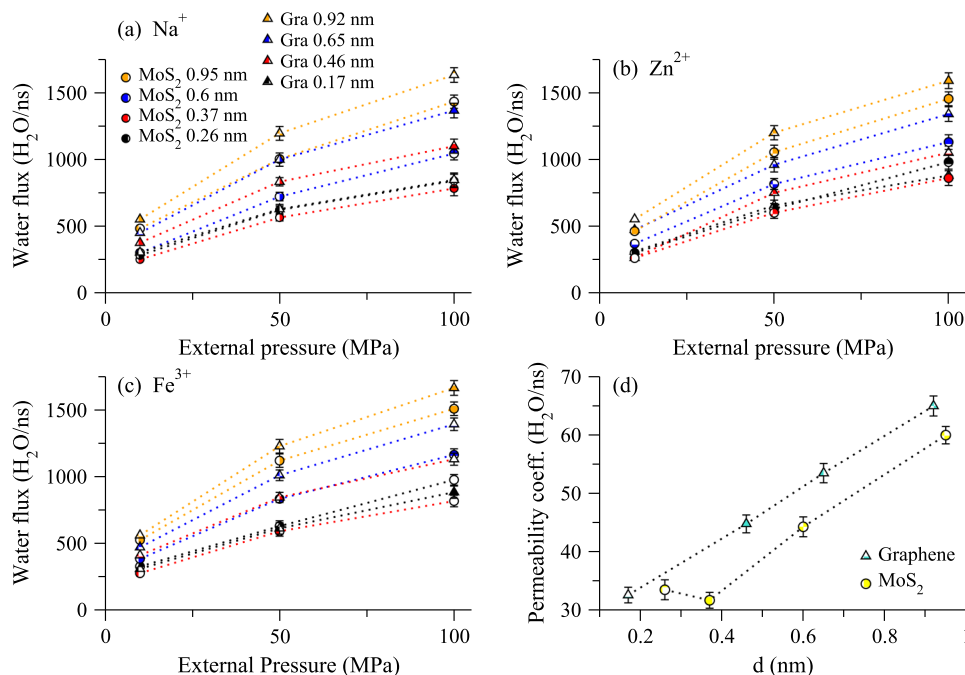 (a) Na⁺
Gra 0.92 nm
Gra 0.65 nm
Gra 0.46 nm
Gra 0.17 nm
MoS₂ 0.95 nm
MoS₂ 0.6 nm
MoS₂ 0.37 nm
MoS₂ 0.26 nm
Water flux (H₂O/ns)
1500
1000
500
0
0
50
100
External pressure (MPa)
(b) Zn²⁺
Water flux (H₂O/ns)
1500
1000
500
0
0
50
100
External pressure (MPa)
(c) Fe³⁺
Water flux (H₂O/ns)
1500
1000
500
0
0
50
100
External Pressure (MPa)
(d)
Permeability coeff. (H₂O/ns)
70
60
50
40
30
Graphene
MoS₂
0.2
0.4
0.6
0.8
1
d (nm)